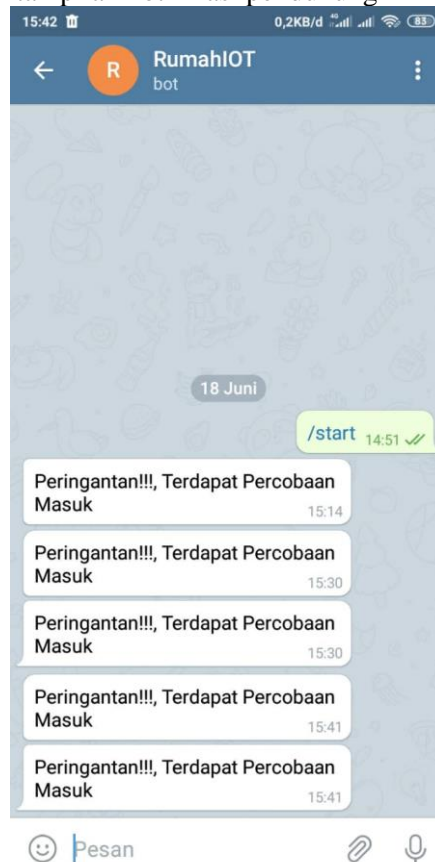 15:42 0,2KB/d 83
R RumahIOT
bot
18 Juni
/start 14:51
Peringantan!!!, Terdapat Percobaan
Masuk 15:14
Peringantan!!!, Terdapat Percobaan
Masuk 15:30
Peringantan!!!, Terdapat Percobaan
Masuk 15:30
Peringantan!!!, Terdapat Percobaan
Masuk 15:41
Peringantan!!!, Terdapat Percobaan
Masuk 15:41
Pesan